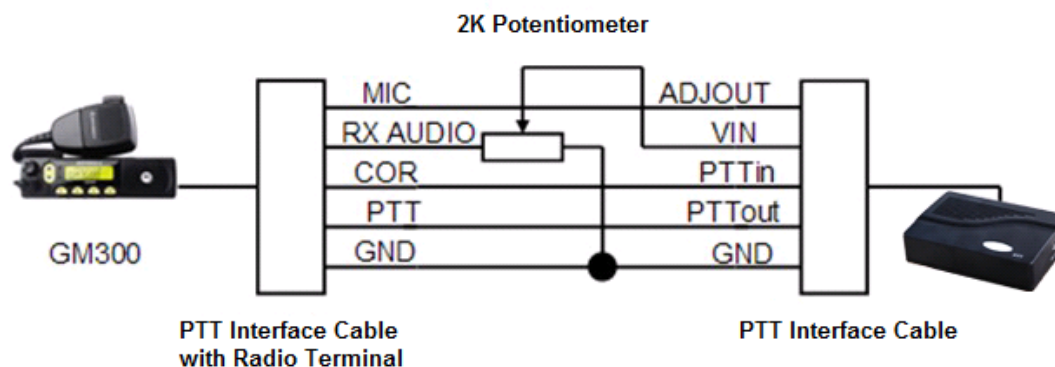 2K Potentiometer
MIC ADJOUT
RX AUDIO VIN
COR PTTin
PTT PTTout
GND GND
GM300
PTT Interface Cable
with Radio Terminal
PTT Interface Cable